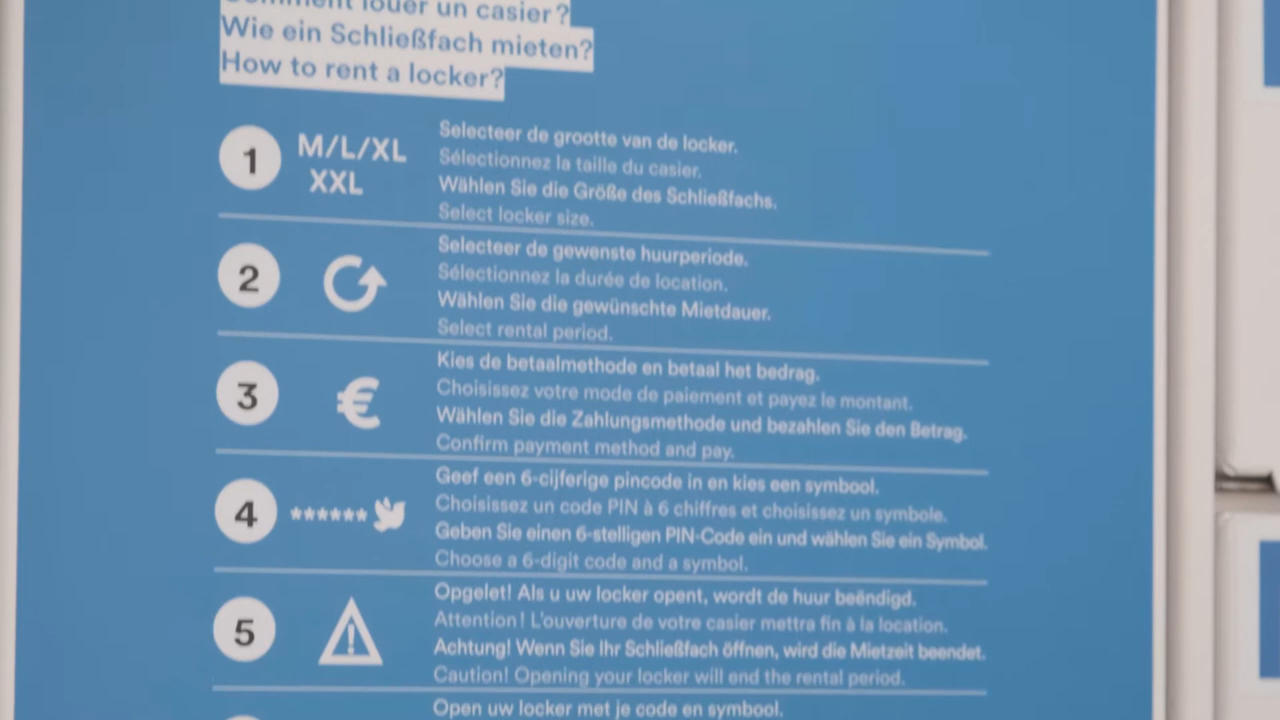 Comment louer un casier?
Wie ein Schließfach mieten?
How to rent a locker?
1
M/L/XL
XXL
Selecteer de grootte van de locker.
Sélectionnez la taille du casier.
Wählen Sie die Größe des Schließfachs.
Select locker size.
2
Selecteer de gewenste huurperiode.
Sélectionnez la durée de location.
Wählen Sie die gewünschte Mietdauer.
Select rental period.
3
€
Kies de betaalmethode en betaal het bedrag.
Choisissez votre mode de paiement et payez le montant.
Wählen Sie die Zahlungsmethode und bezahlen Sie den Betrag.
Confirm payment method and pay.
4
******
Geef een 6-cijferige pincode in en kies een symbool.
Choisissez un code PIN à 6 chiffres et choisissez un symbole.
Geben Sie einen 6-stelligen PIN-Code ein und wählen Sie ein Symbol.
Choose a 6-digit code and a symbol.
5
!
Opgelet! Als u uw locker opent, wordt de huur beëndigd.
Attention! L'ouverture de votre casier mettra fin à la location.
Achtung! Wenn Sie Ihr Schließfach öffnen, wird die Mietzeit beendet.
Caution! Opening your locker will end the rental period.
Open uw locker met je code en symbool.